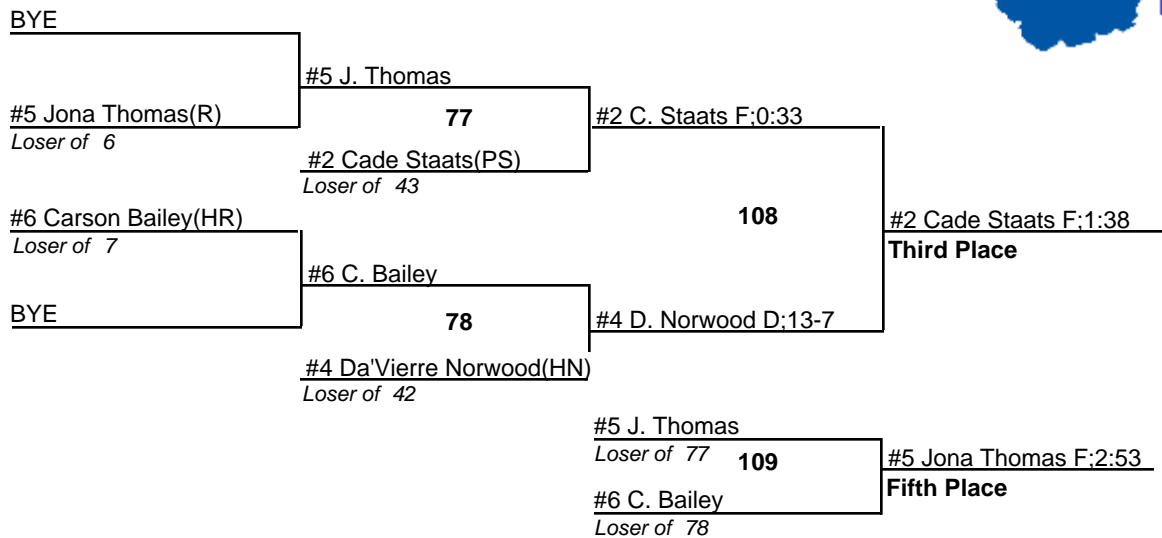 BYE
#5 J. Thomas
#5 Jona Thomas(R)
Loser of 6
77
#2 C. Staats F;0:33
#2 Cade Staats(PS)
Loser of 43
#6 Carson Bailey(HR)
Loser of 7
108
#2 Cade Staats F;1:38
Third Place
#6 C. Bailey
BYE
78
#4 D. Norwood D;13-7
#4 Da'Vierre Norwood(HN)
Loser of 42
#5 J. Thomas
Loser of 77
109
#5 Jona Thomas F;2:53
Fifth Place
#6 C. Bailey
Loser of 78